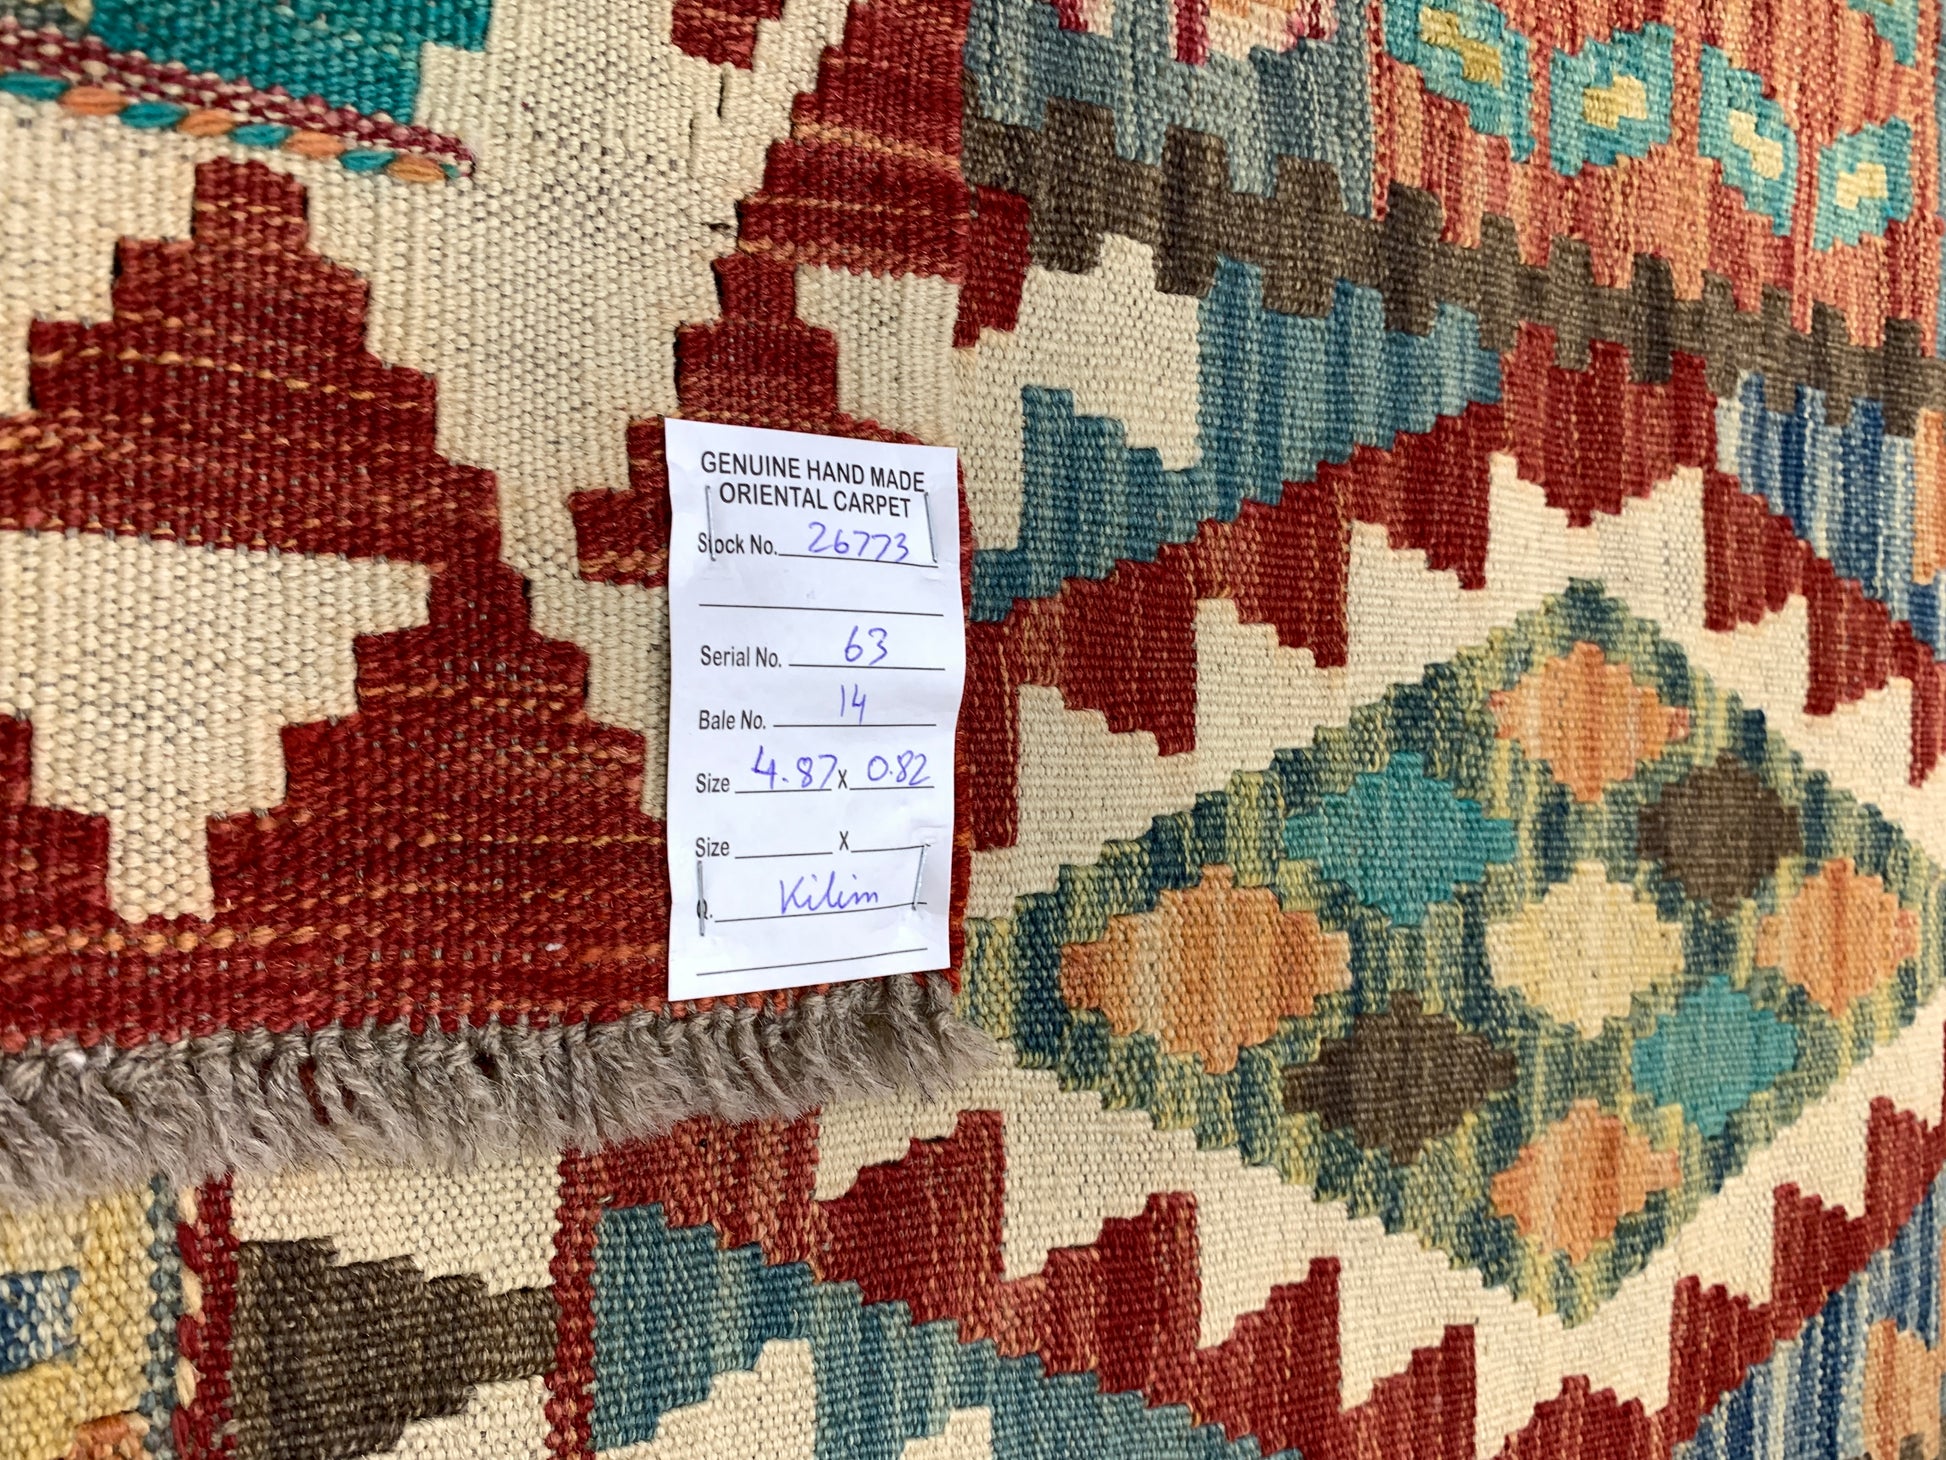 GENUINE HAND MADE
ORIENTAL CARPET
Stock No. 26773
Serial No. 63
Bale No. 14
Size 4.87 X 0.82
Size X
Kilim